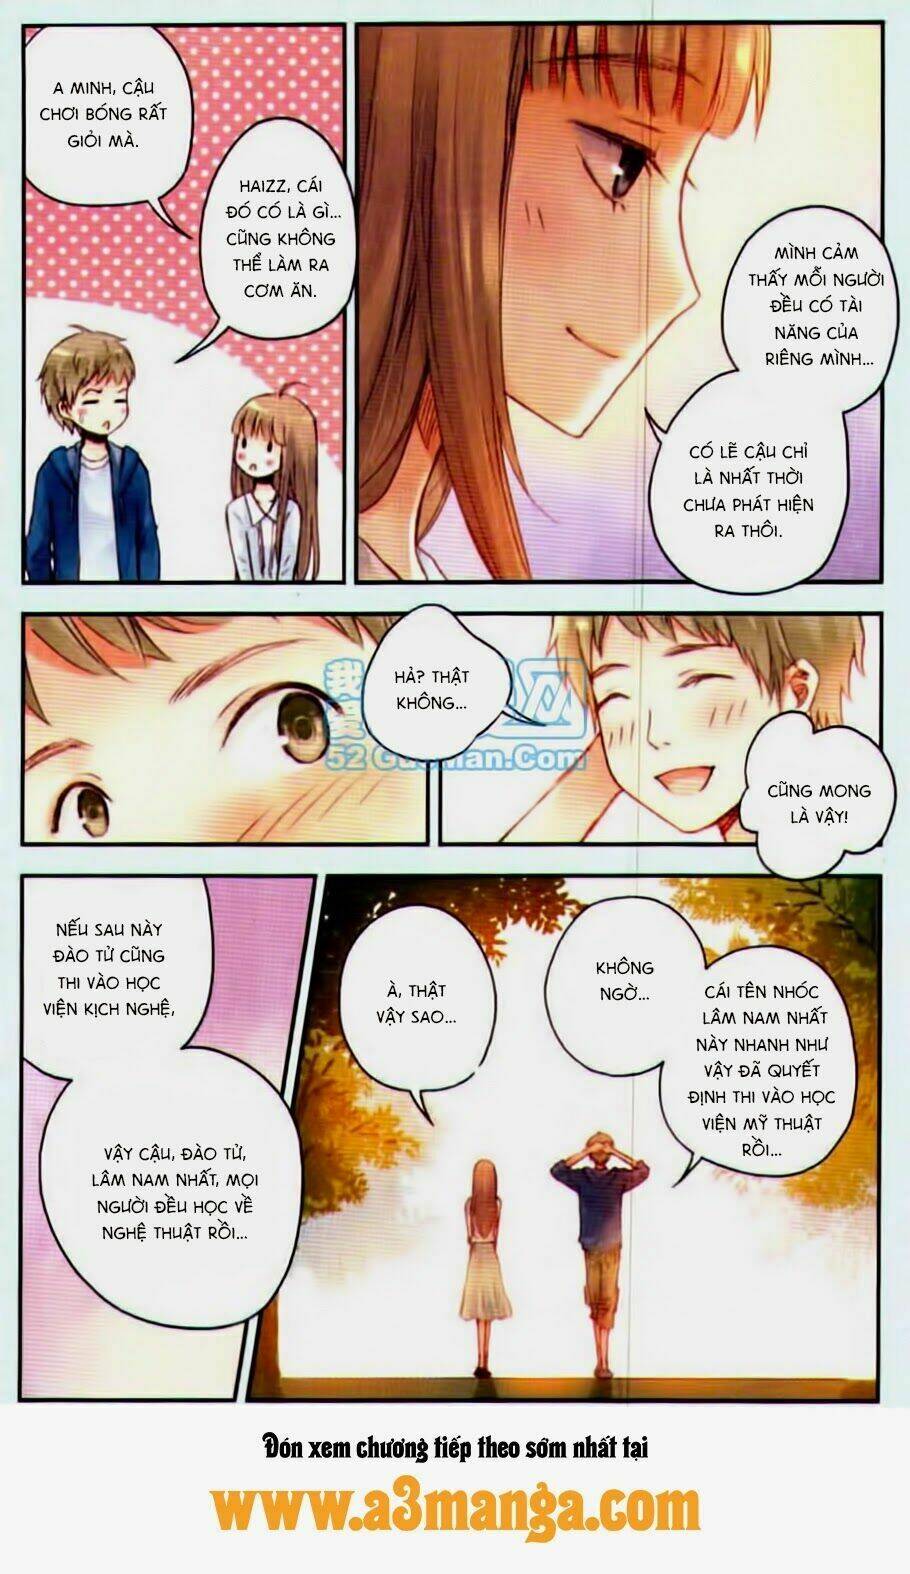 A MINH, CẬU
CHƠI BÓNG RẤT
GIỎI MÀ.
HAIZZ, CÁI
ĐÓ CÓ LÀ GÌ...
CŨNG KHÔNG
THỂ LÀM RA
CƠM ĂN.
MÌNH CẢM
THẤY MỖI NGƯỜI
ĐỀU CÓ TÀI
NĂNG CỦA
RIÊNG MÌNH...
CÓ LẼ CẬU CHỈ
LÀ NHẤT THỜI
CHƯA PHÁT HIỆN
RA THÔI.
HẢ? THẬT
KHÔNG...
CŨNG MONG
LÀ VẬY!
NẾU SAU NÀY
ĐÀO TỬ CŨNG
THI VÀO HỌC
VIỆN KỊCH NGHỆ,
VẬY CẬU, ĐÀO TỬ,
LÂM NAM NHẤT, MỌI
NGƯỜI ĐỀU HỌC VỀ
NGHỆ THUẬT RỒI...
À, THẬT
VẬY SAO...
KHÔNG
NGỜ...
CÁI TÊN NHÓC
LÂM NAM NHẤT
NÀY NHANH NHƯ
VẬY ĐÃ QUYẾT
ĐỊNH THI VÀO HỌC
VIỆN MỸ THUẬT
RỒI...
Đón xem chương tiếp theo sớm nhất tại
www.a3manga.com